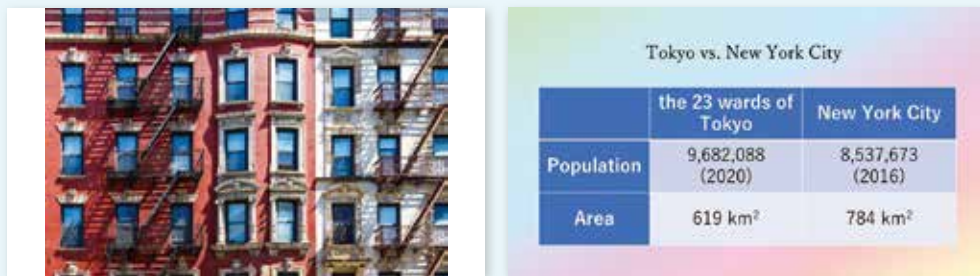 Tokyo vs. New York City
the 23 wards of
Tokyo
New York City
Population
9,682,088
(2020)
8,537,673
(2016)
Area
619 km²
784 km²